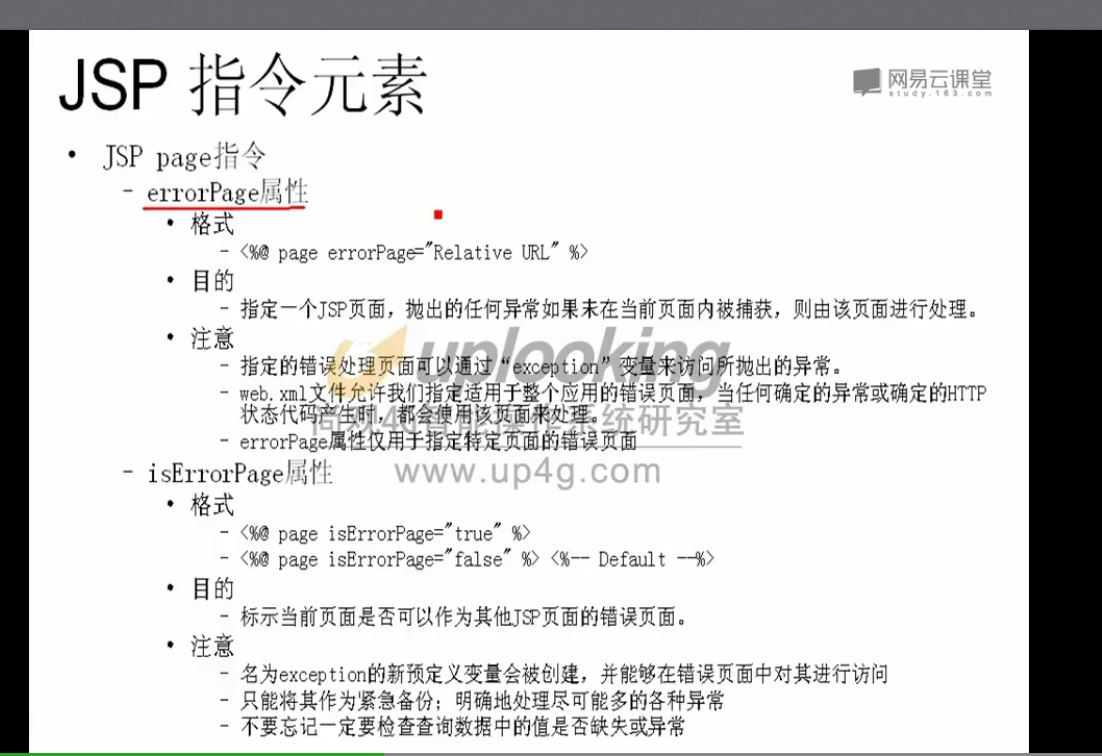 JSP 指令元素
网易云课堂
study.163.com
• JSP page指令
– errorPage属性
• 格式
– <%@ page errorPage="Relative URL" %>
• 目的
– 指定一个JSP页面，抛出的任何异常如果未在当前页面内被捕获，则由该页面进行处理。
• 注意
– 指定的错误处理页面可以通过“exception”变量来访问所抛出的异常。
– web.xml文件允许我们指定适用于整个应用的错误页面，当任何确定的异常或确定的HTTP
状态代码产生时，都会使用该页面来处理。
– errorPage属性仅用于指定特定页面的错误页面
uplooking
系统研究室
www.up4g.com
– isErrorPage属性
• 格式
– <%@ page isErrorPage="true" %>
– <%@ page isErrorPage="false" %> <%-- Default --%>
• 目的
– 标示当前页面是否可以作为其他JSP页面的错误页面。
• 注意
– 名为exception的新预定义变量会被创建，并能够在错误页面中对其进行访问
– 只能将其作为紧急备份；明确地处理尽可能多的各种异常
– 不要忘记一定要检查查询数据中的值是否缺失或异常